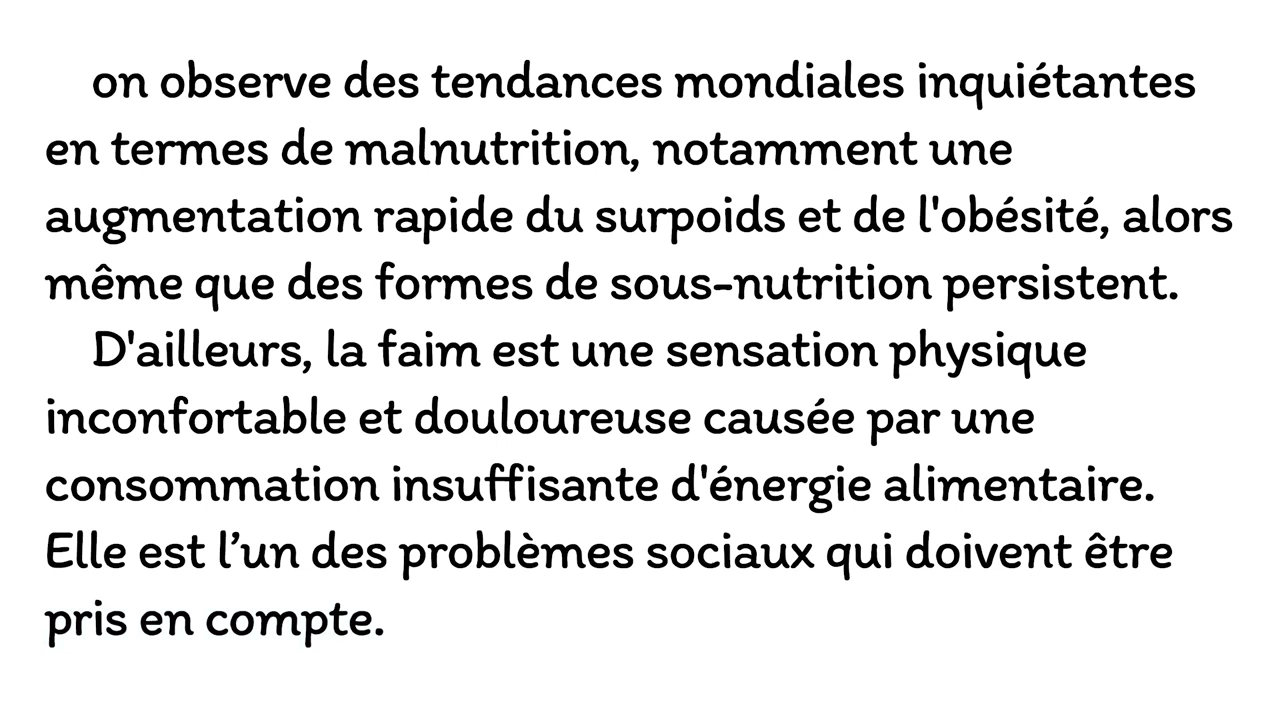 on observe des tendances mondiales inquiétantes
en termes de malnutrition, notamment une
augmentation rapide du surpoids et de l'obésité, alors
même que des formes de sous-nutrition persistent.
D'ailleurs, la faim est une sensation physique
inconfortable et douloureuse causée par une
consommation insuffisante d'énergie alimentaire.
Elle est l’un des problèmes sociaux qui doivent être
pris en compte.